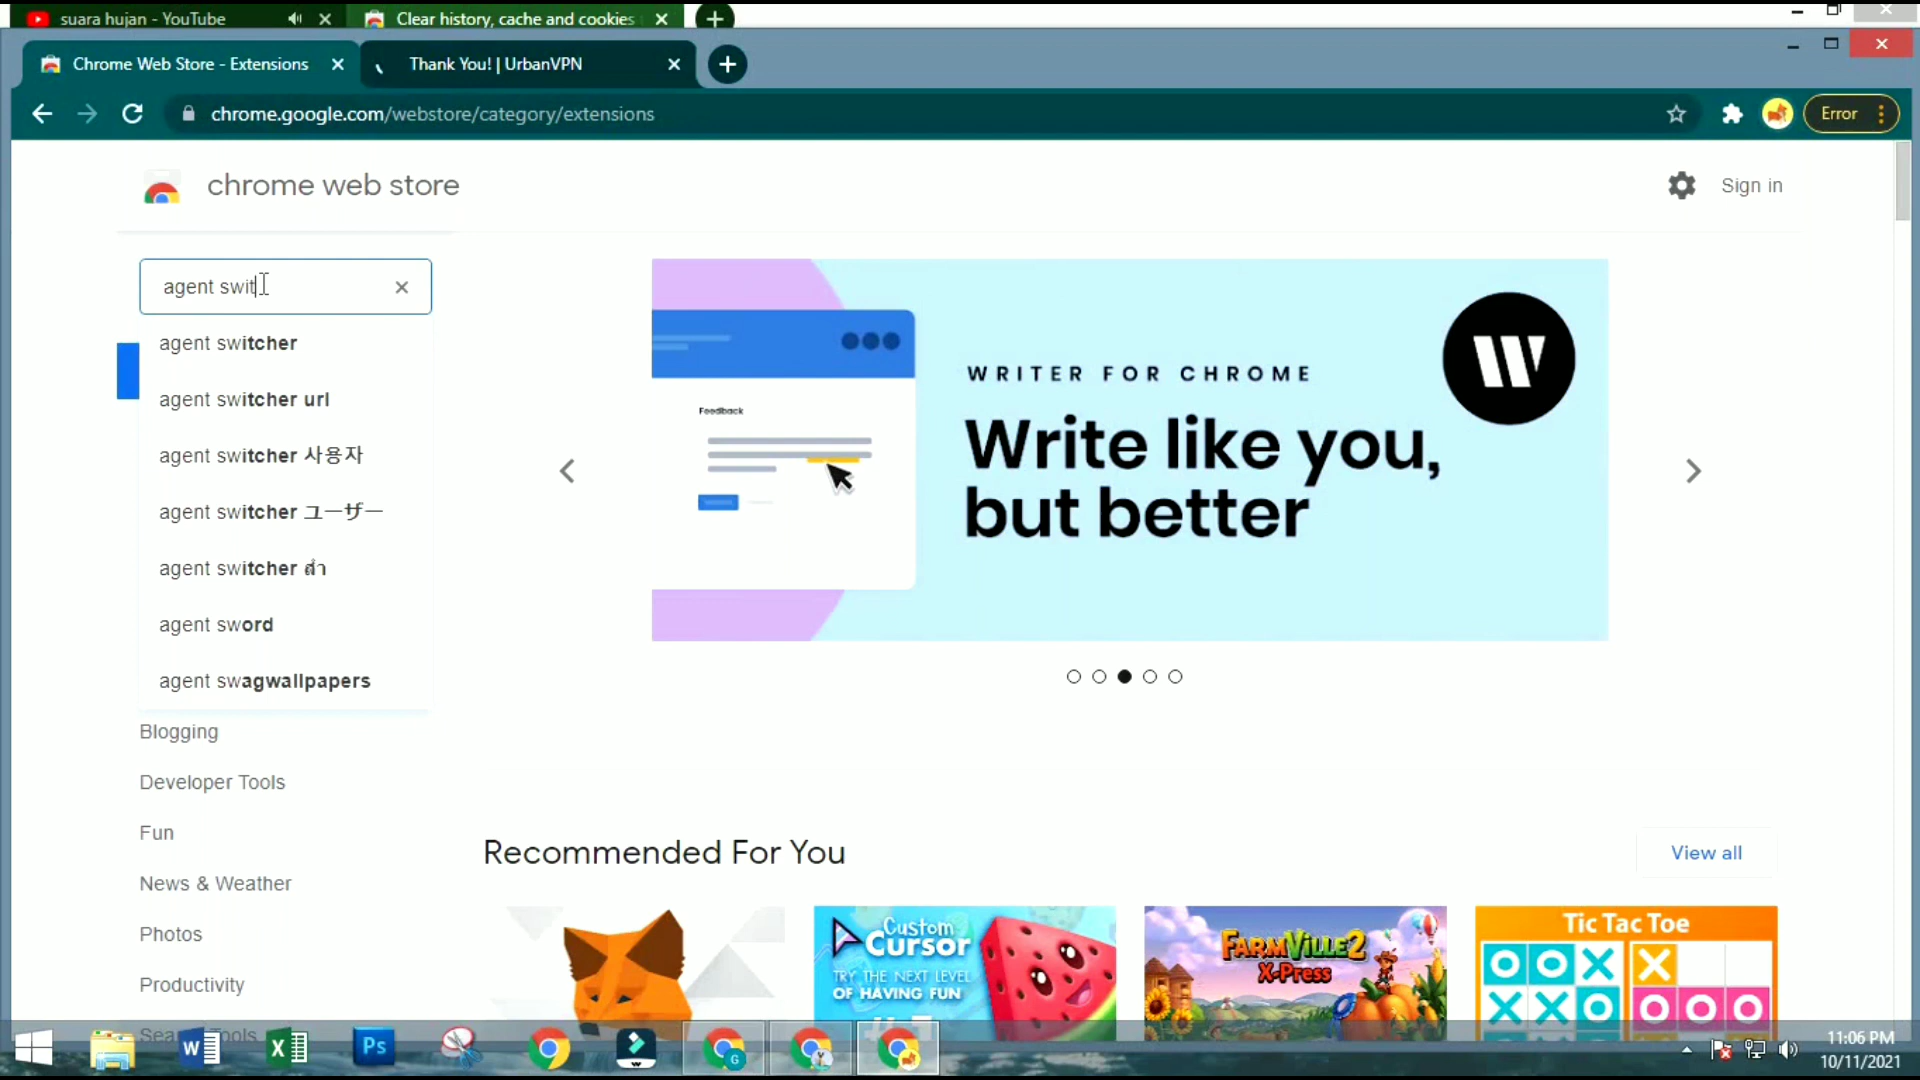 suara hujan - YouTube
Clear history, cache and cookies
Chrome Web Store - Extensions
Thank You! | UrbanVPN
chrome.google.com/webstore/category/extensions
Error
chrome web store
Sign in
agent swit
agent switcher
agent switcher url
agent switcher 사용자
agent switcher ユーザー
agent switcher ตํา
agent sword
agent swagwallpapers
Feedback
WRITER FOR CHROME
Write like you,
but better
Blogging
Developer Tools
Fun
News & Weather
Photos
Productivity
Recommended For You
View all
Custom
Cursor
TRY THE NEXT LEVEL
OF HAVING FUN
FARMVILLE 2
X-Press
Tic Tac Toe
11:06 PM
10/11/2021